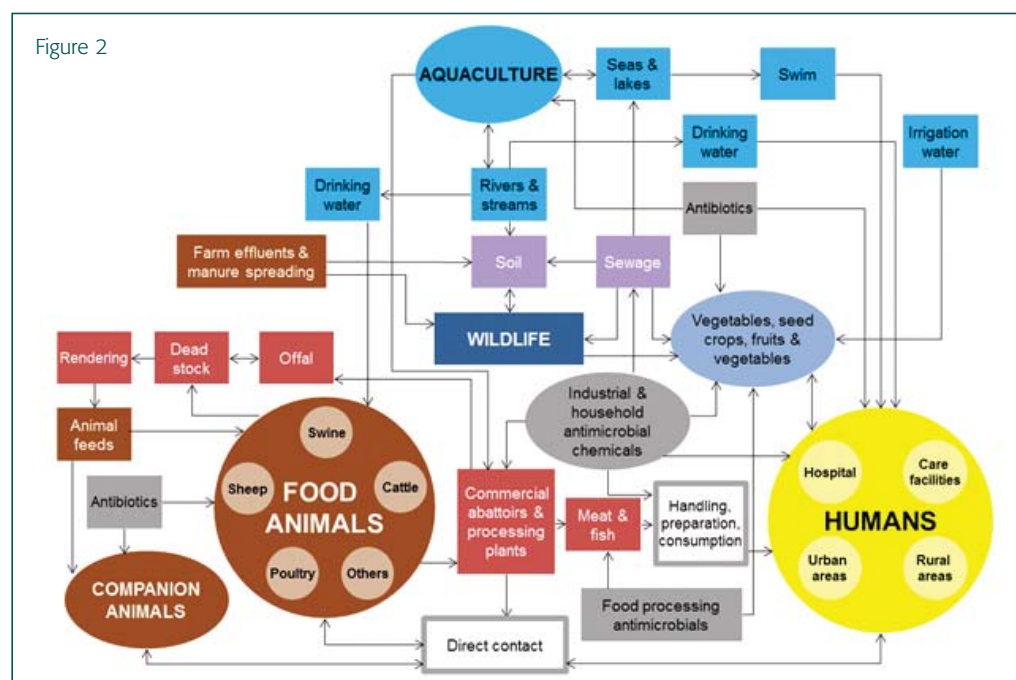 Figure 2
AQUACULTURE
Seas &
lakes
Swim
Drinking
water
Irrigation
water
Drinking
water
Rivers &
streams
Antibiotics
Farm effluents &
manure spreading
Soil
Sewage
WILDLIFE
Vegetables, seed
crops, fruits &
vegetables
Rendering
Dead
stock
Offal
Industrial &
household
antimicrobial
chemicals
Animal
feeds
Antibiotics
Swine
Sheep
Cattle
FOOD
ANIMALS
Poultry
Others
COMPANION
ANIMALS
Commercial
abattoirs &
processing
plants
Meat &
fish
Handling,
preparation,
consumption
Food processing
antimicrobials
Direct contact
Hospital
Care
facilities
HUMANS
Urban
areas
Rural
areas